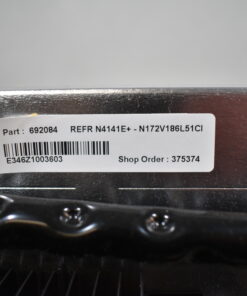 Part : 692084 REFR N4141E+ - N172V186L51CI
E346Z1003603 Shop Order : 375374